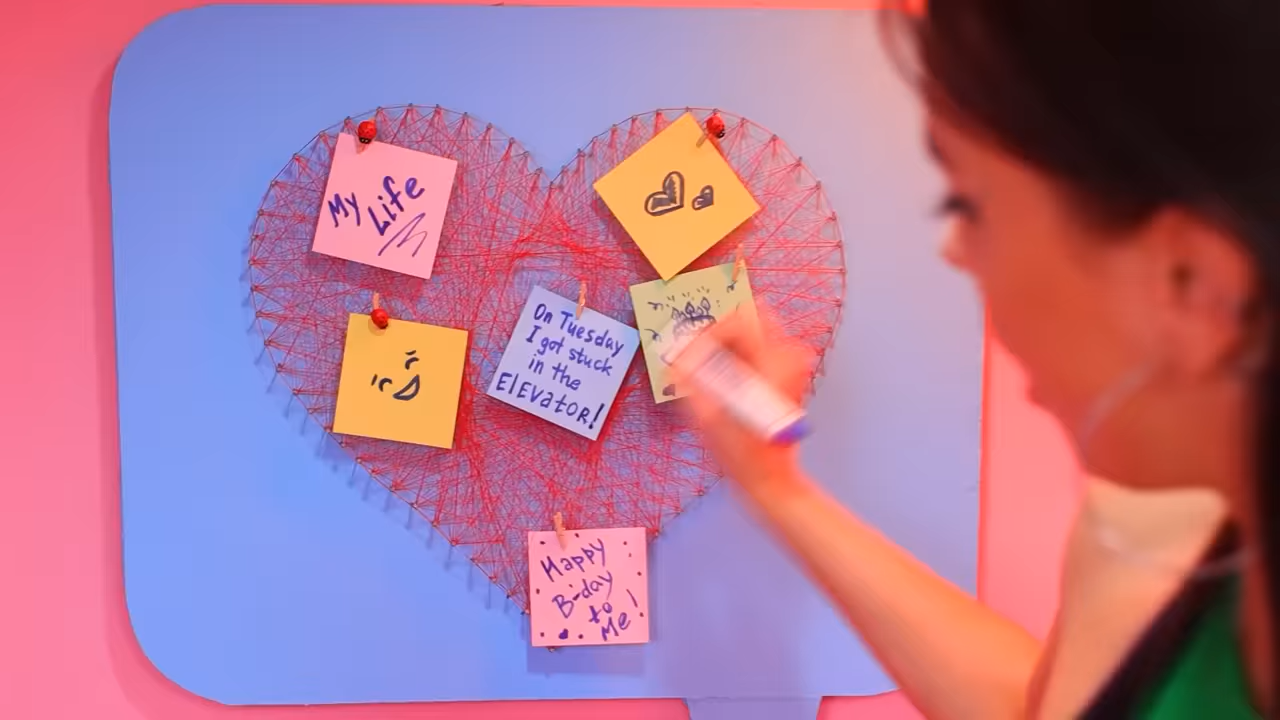 My
Life
On Tuesday
I got stuck
in the
ELEVATOR!
Happy
B-day
to
Me!